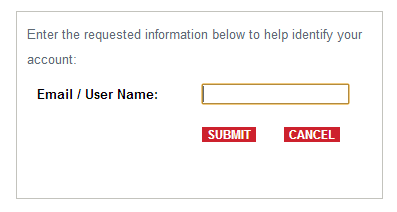 Enter the requested information below to help identify your
account:
Email / User Name:
SUBMIT CANCEL